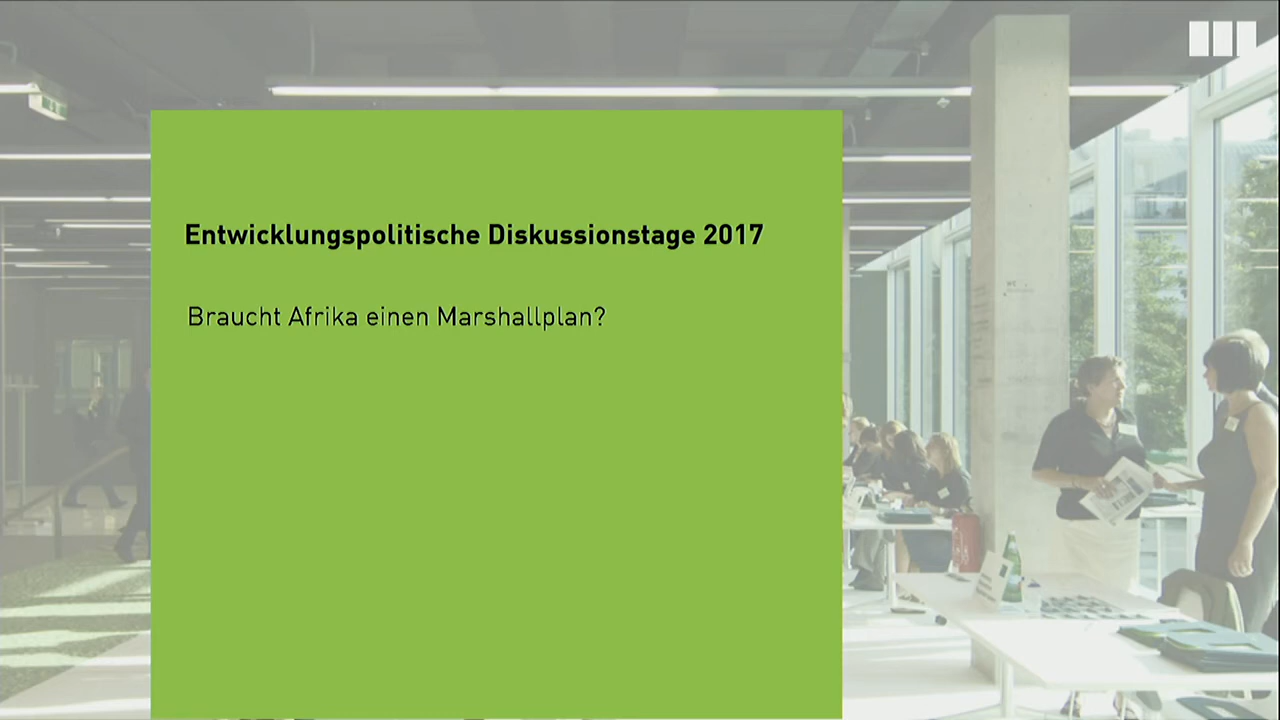 Entwicklungspolitische Diskussionstage 2017
Braucht Afrika einen Marshallplan?